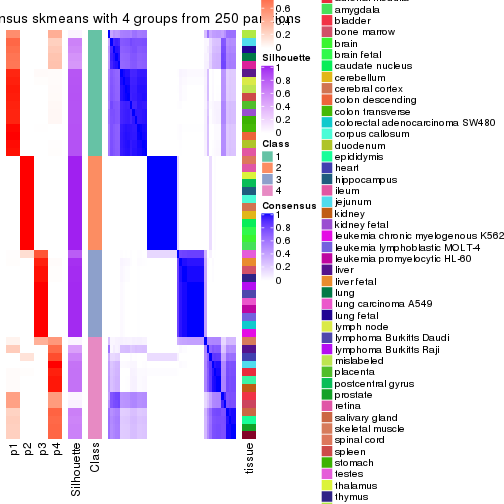 nsus skmeans with 4 groups from 250 par ons
p1
p2
p3
p4
Silhouette
Class
tissue
0.6
0.4
0.2
0
Silhouette
1
0.8
0.6
0.4
0.2
0
Class
1
2
3
4
Consensus
1
0.8
0.6
0.4
0.2
0
amygdala
bladder
bone marrow
brain
brain fetal
caudate nucleus
cerebellum
cerebral cortex
colon descending
colon transverse
colorectal adenocarcinoma SW480
corpus callosum
duodenum
epididymis
heart
hippocampus
ileum
jejunum
kidney
kidney fetal
leukemia chronic myelogenous K562
leukemia lymphoblastic MOLT-4
leukemia promyelocytic HL-60
liver
liver fetal
lung
lung carcinoma A549
lung fetal
lymph node
lymphoma Burkitts Daudi
lymphoma Burkitts Raji
mislabeled
placenta
postcentral gyrus
prostate
retina
salivary gland
skeletal muscle
spinal cord
spleen
stomach
testes
thalamus
thymus